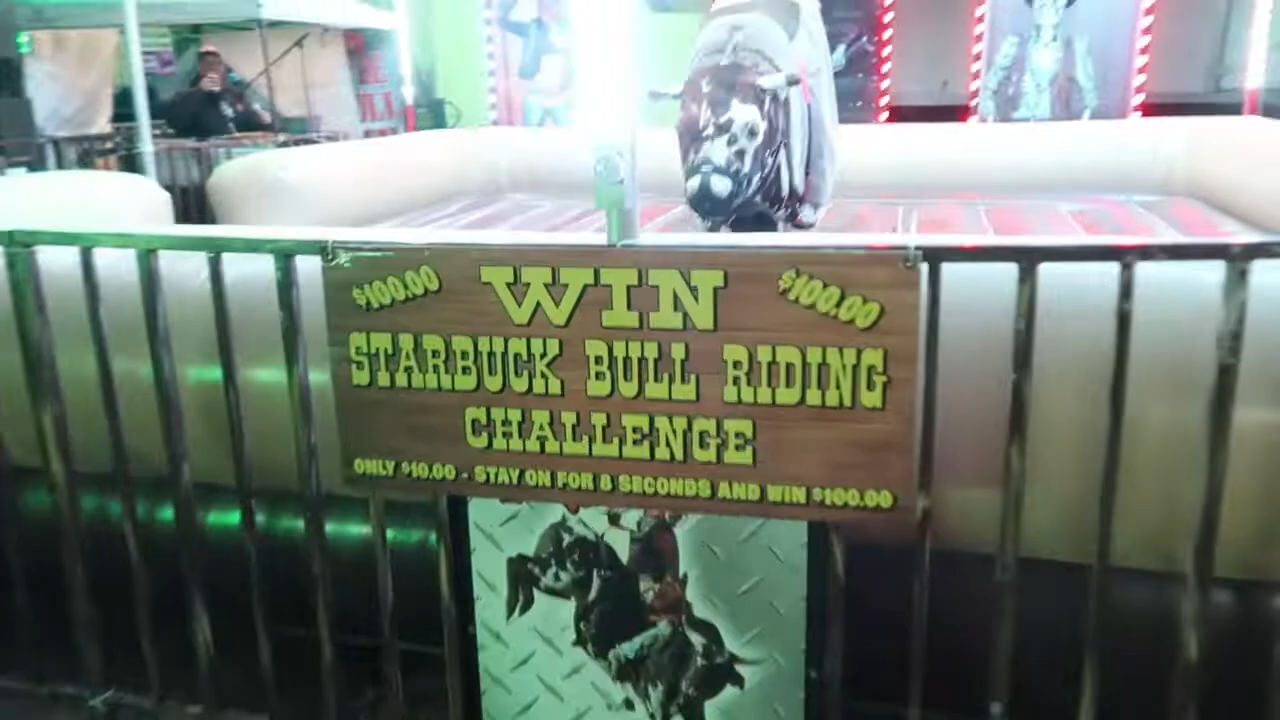 $100.00 WIN $100.00
STARBUCK BULL RIDING
CHALLENGE
ONLY $10.00 - STAY ON FOR 8 SECONDS AND WIN $100.00